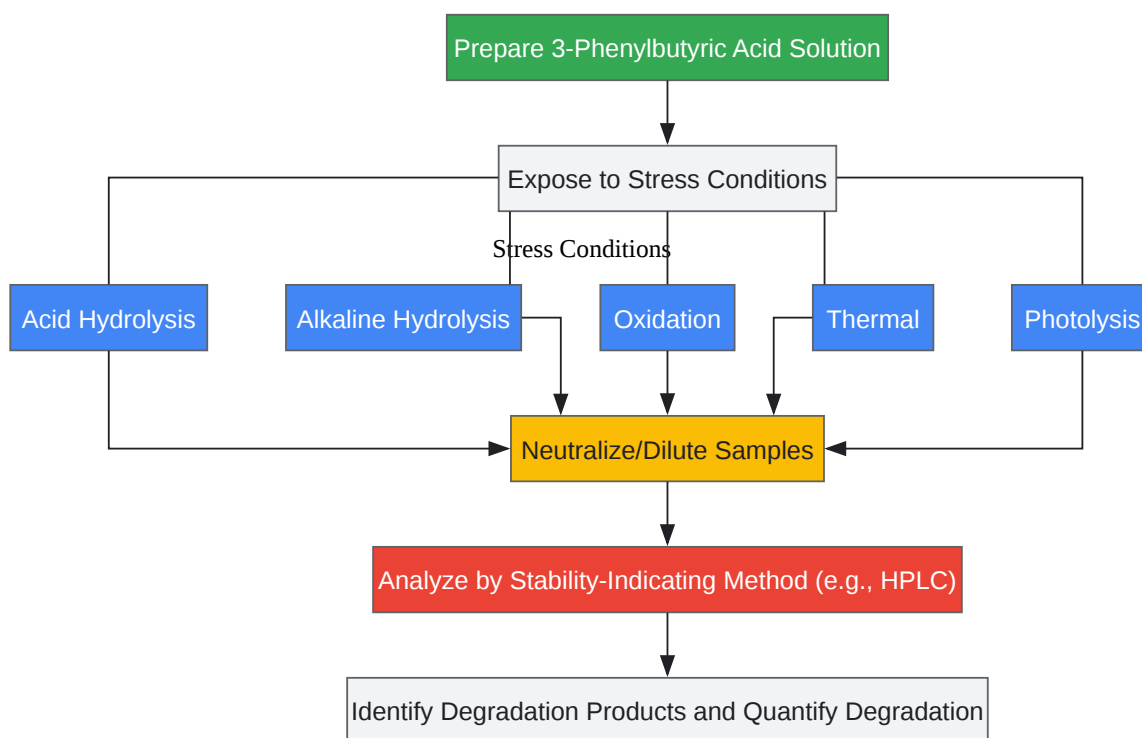 Prepare 3-Phenylbutyric Acid Solution
Expose to Stress Conditions
Stress Conditions
Acid Hydrolysis
Alkaline Hydrolysis
Oxidation
Thermal
Photolysis
Neutralize/Dilute Samples
Analyze by Stability-Indicating Method (e.g., HPLC)
Identify Degradation Products and Quantify Degradation